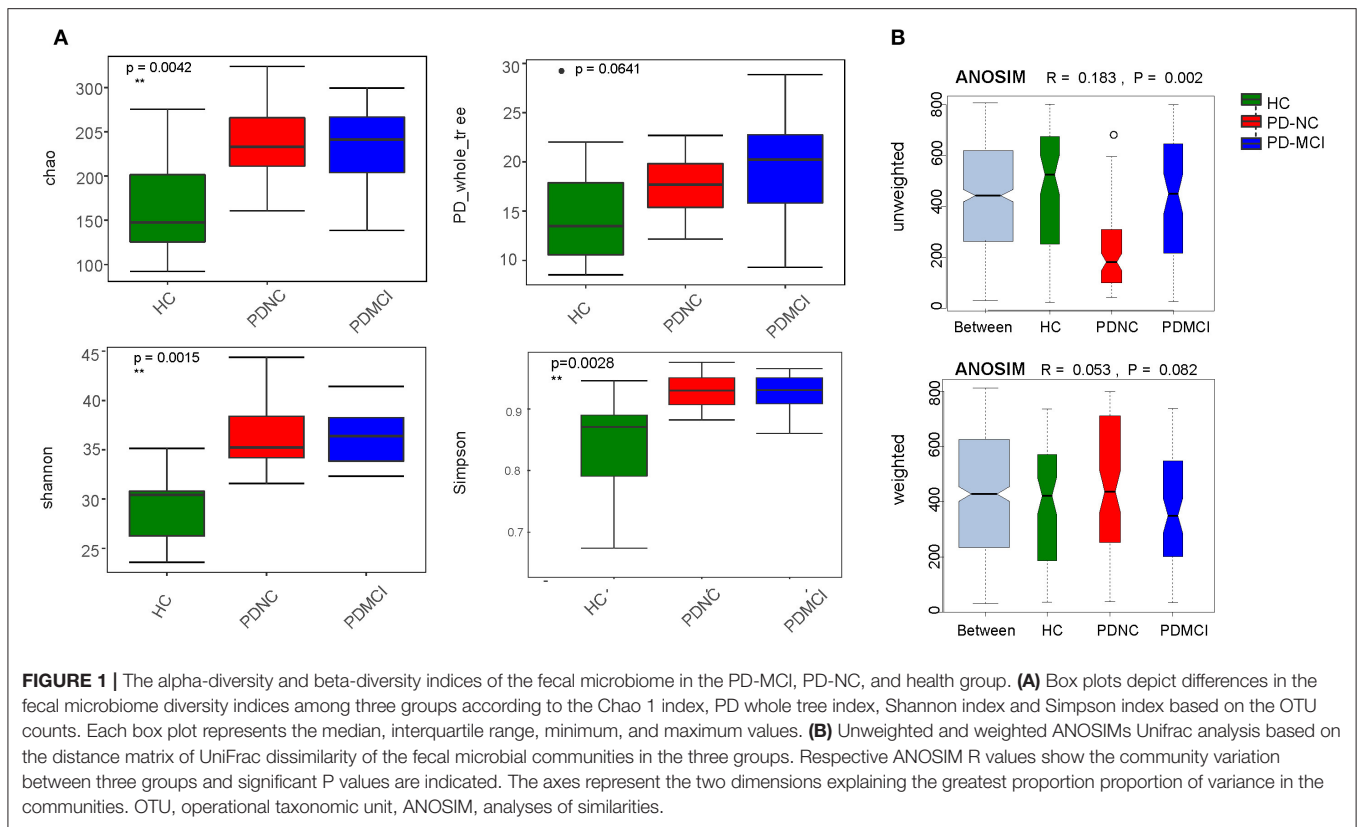 A
p = 0.0042
**
chao
300
250
200
150
100
HC
PDNC
PDMCI
p = 0.0641
PD_whole_tree
30
25
20
15
10
HC
PDNC
PDMCI
p = 0.0015
**
shannon
45
40
35
30
25
HC
PDNC
PDMCI
p=0.0028
**
Simpson
0.9
0.8
0.7
HC
PDNC
PDMCI
B
ANOSIM R = 0.183 , P = 0.002
unweighted
800
600
400
200
0
Between HC PDNC PDMCI
HC
PD-NC
PD-MCI
ANOSIM R = 0.053 , P = 0.082
weighted
800
600
400
200
0
Between HC PDNC PDMCI
FIGURE 1 | The alpha-diversity and beta-diversity indices of the fecal microbiome in the PD-MCI, PD-NC, and health group. (A) Box plots depict differences in the
fecal microbiome diversity indices among three groups according to the Chao 1 index, PD whole tree index, Shannon index and Simpson index based on the OTU
counts. Each box plot represents the median, interquartile range, minimum, and maximum values. (B) Unweighted and weighted ANOSIMs Unifrac analysis based on
the distance matrix of UniFrac dissimilarity of the fecal microbial communities in the three groups. Respective ANOSIM R values show the community variation
between three groups and significant P values are indicated. The axes represent the two dimensions explaining the greatest proportion proportion of variance in the
communities. OTU, operational taxonomic unit, ANOSIM, analyses of similarities.